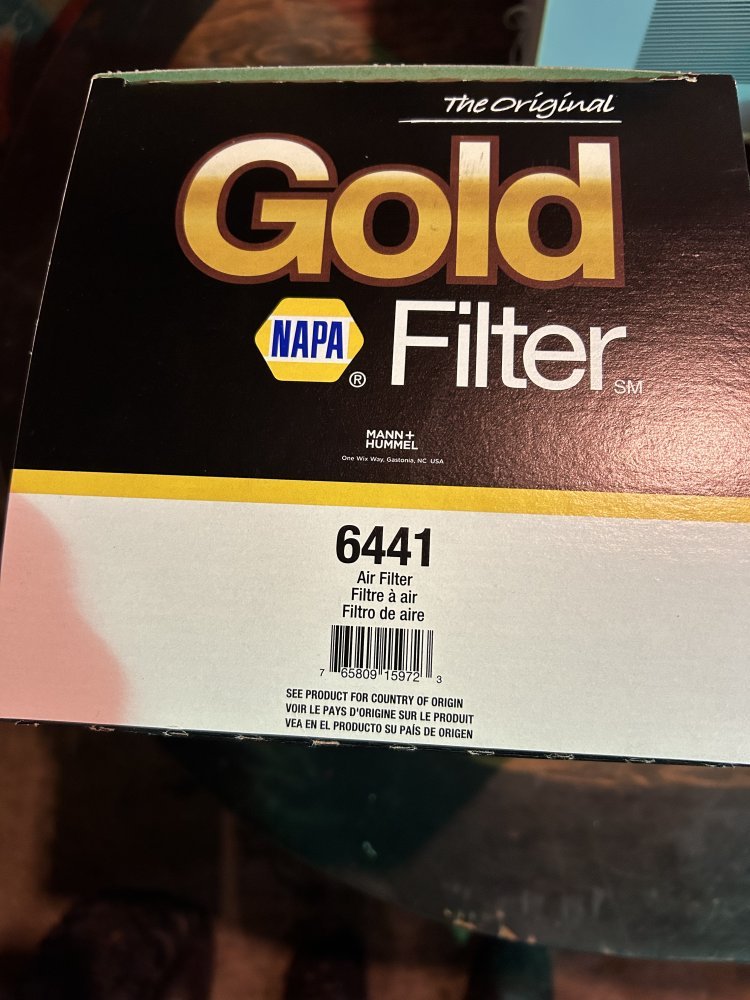 The Original
Gold
NAPA® Filter SM
MANN+
HUMMEL
One Wix Way, Gastonia, NC USA
6441
Air Filter
Filtre à air
Filtro de aire
7 65809 15972 3
SEE PRODUCT FOR COUNTRY OF ORIGIN
VOIR LE PAYS D'ORIGINE SUR LE PRODUIT
VEA EN EL PRODUCTO SU PAÍS DE ORIGEN